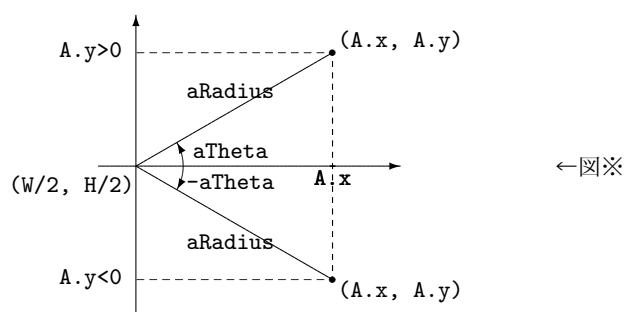 (A.x, A.y)
A.y>0
aRadius
aTheta
←図※
(W/2, H/2)
-aTheta
A.x
aRadius
A.y<0
(A.x, A.y)